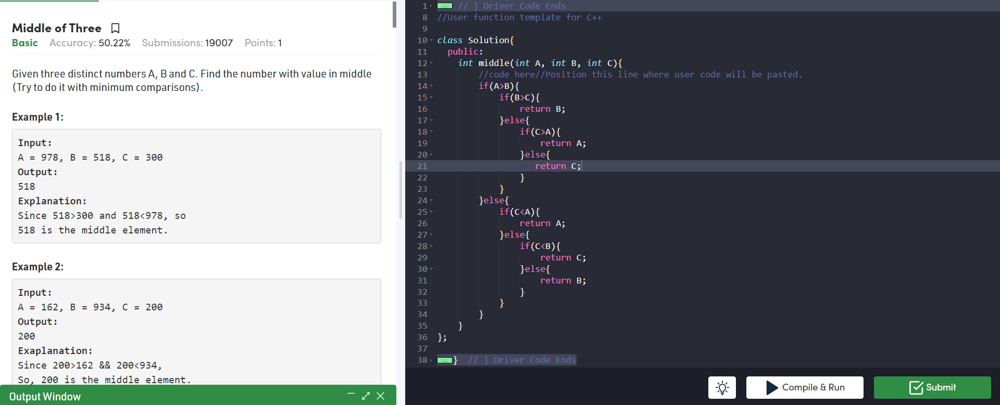 Middle of Three
Basic Accuracy: 50.22% Submissions: 19007 Points: 1
Given three distinct numbers A, B and C. Find the number with value in middle
(Try to do it with minimum comparisons).
Example 1:
Input:
A = 978, B = 518, C = 300
Output:
518
Explanation:
Since 518>300 and 518<978, so
518 is the middle element.
Example 2:
Input:
A = 162, B = 934, C = 200
Output:
200
Exaplanation:
Since 200>162 && 200<934,
So, 200 is the middle element.
Output Window
1 // } Driver Code Ends
8 //User function template for C++
9
10 class Solution{
11 public:
12 int middle(int A, int B, int C){
13 //code here//Position this line where user code will be pasted.
14 if(A>B){
15 if(B>C){
16 return B;
17 }else{
18 if(C>A){
19 return A;
20 }else{
21 return C;
22 }
23 }
24 }else{
25 if(C<A){
26 return A;
27 }else{
28 if(C<B){
29 return C;
30 }else{
31 return B;
32 }
33 }
34 }
35 }
36 };
37
38 } // } Driver Code Ends
Compile & Run
Submit